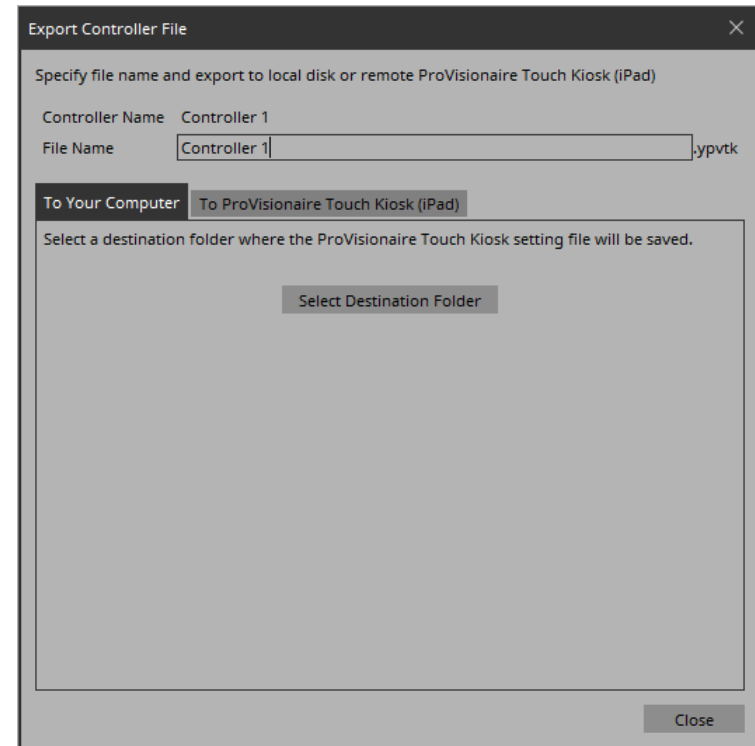 Export Controller File
Specify file name and export to local disk or remote ProVisionaire Touch Kiosk (iPad)
Controller Name Controller 1
File Name Controller 1 .ypvtk
To Your Computer To ProVisionaire Touch Kiosk (iPad)
Select a destination folder where the ProVisionaire Touch Kiosk setting file will be saved.
Select Destination Folder
Close